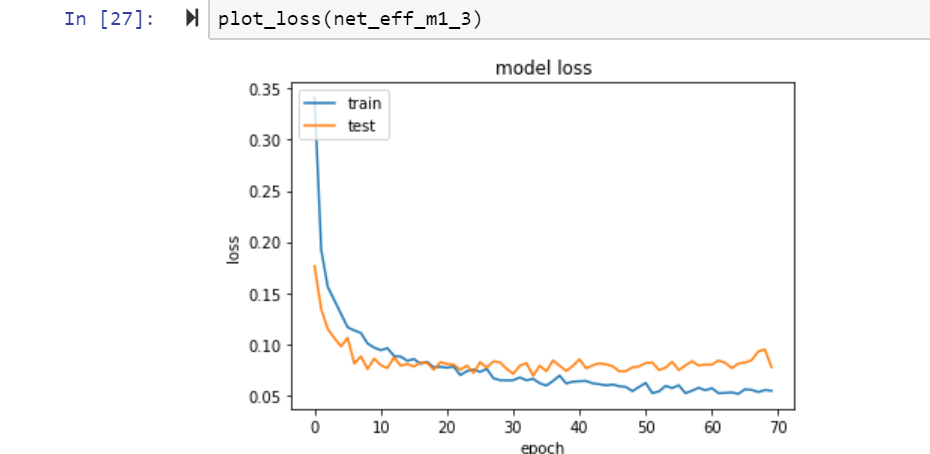 In [27]: plot_loss(net_eff_m1_3)
model loss
0.35
0.30
0.25
0.20
0.15
0.10
0.05
loss
train
test
0 10 20 30 40 50 60 70
epoch